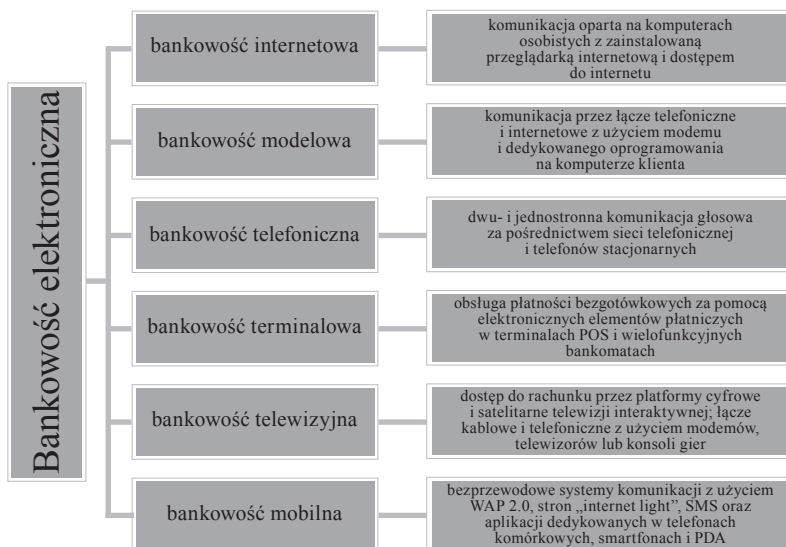 Bankowość elektroniczna
bankowość internetowa
komunikacja oparta na komputerach
osobistych z zainstalowaną
przeglądarką internetową i dostępem
do internetu
bankowość modelowa
komunikacja przez łącze telefoniczne
i internetowe z użyciem modemu
i dedykowanego oprogramowania
na komputerze klienta
bankowość telefoniczna
dwu- i jednostronna komunikacja głosowa
za pośrednictwem sieci telefonicznej
i telefonów stacjonarnych
bankowość terminalowa
obsługa płatności bezgotówkowych za pomocą
elektronicznych elementów płatniczych
w terminalach POS i wielofunkcyjnych
bankomatach
bankowość telewizyjna
dostęp do rachunku przez platformy cyfrowe
i satelitarne telewizji interaktywnej; łącze
kablowe i telefoniczne z użyciem modemów,
telewizorów lub konsoli gier
bankowość mobilna
bezprzewodowe systemy komunikacji z użyciem
WAP 2.0, stron „internet light”, SMS oraz
aplikacji dedykowanych w telefonach
komórkowych, smartfonach i PDA